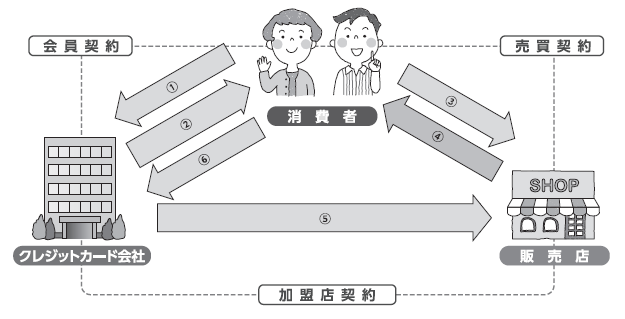 会員契約
売買契約
①
②
③
④
⑥
消費者
SHOP
⑤
クレジットカード会社
販売店
加盟店契約